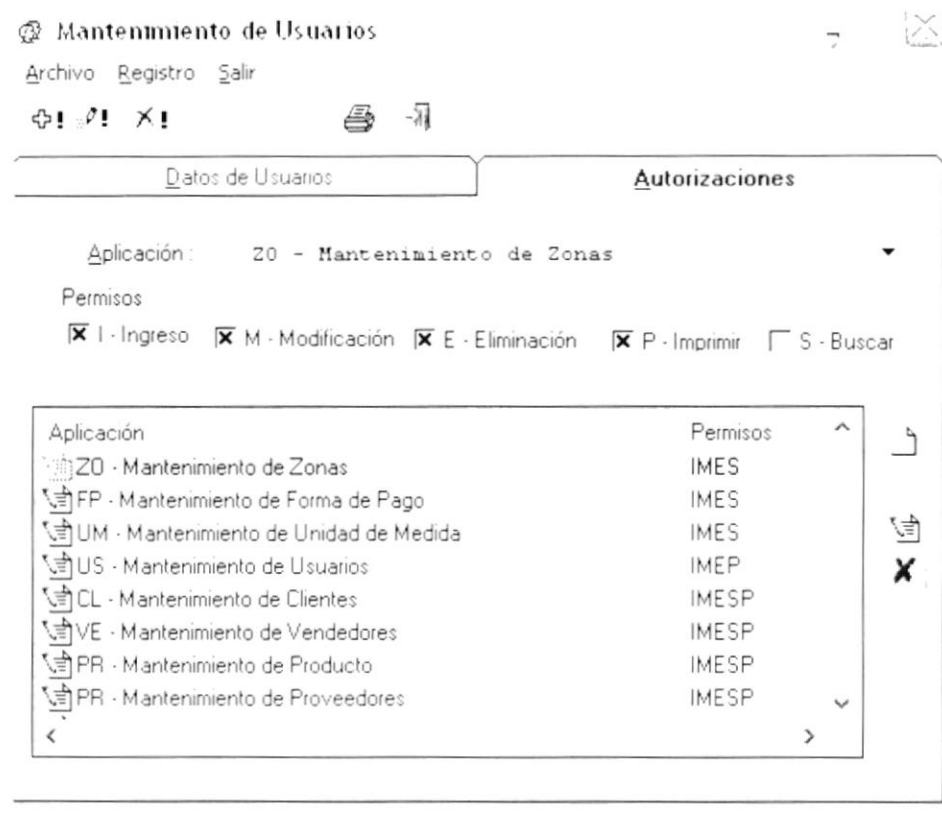 Mantenimiento de Usuarios
Archivo Registro Salir
Datos de Usuarios Autorizaciones
Aplicación : ZO - Mantenimiento de Zonas
Permisos
I - Ingreso M - Modificación E - Eliminación P - Imprimir S - Buscar
Aplicación Permisos
ZO - Mantenimiento de Zonas IMES
FP - Mantenimiento de Forma de Pago IMES
UM - Mantenimiento de Unidad de Medida IMES
US - Mantenimiento de Usuarios IMEP
CL - Mantenimiento de Clientes IMESP
VE - Mantenimiento de Vendedores IMESP
PR - Mantenimiento de Producto IMESP
PR - Mantenimiento de Proveedores IMESP